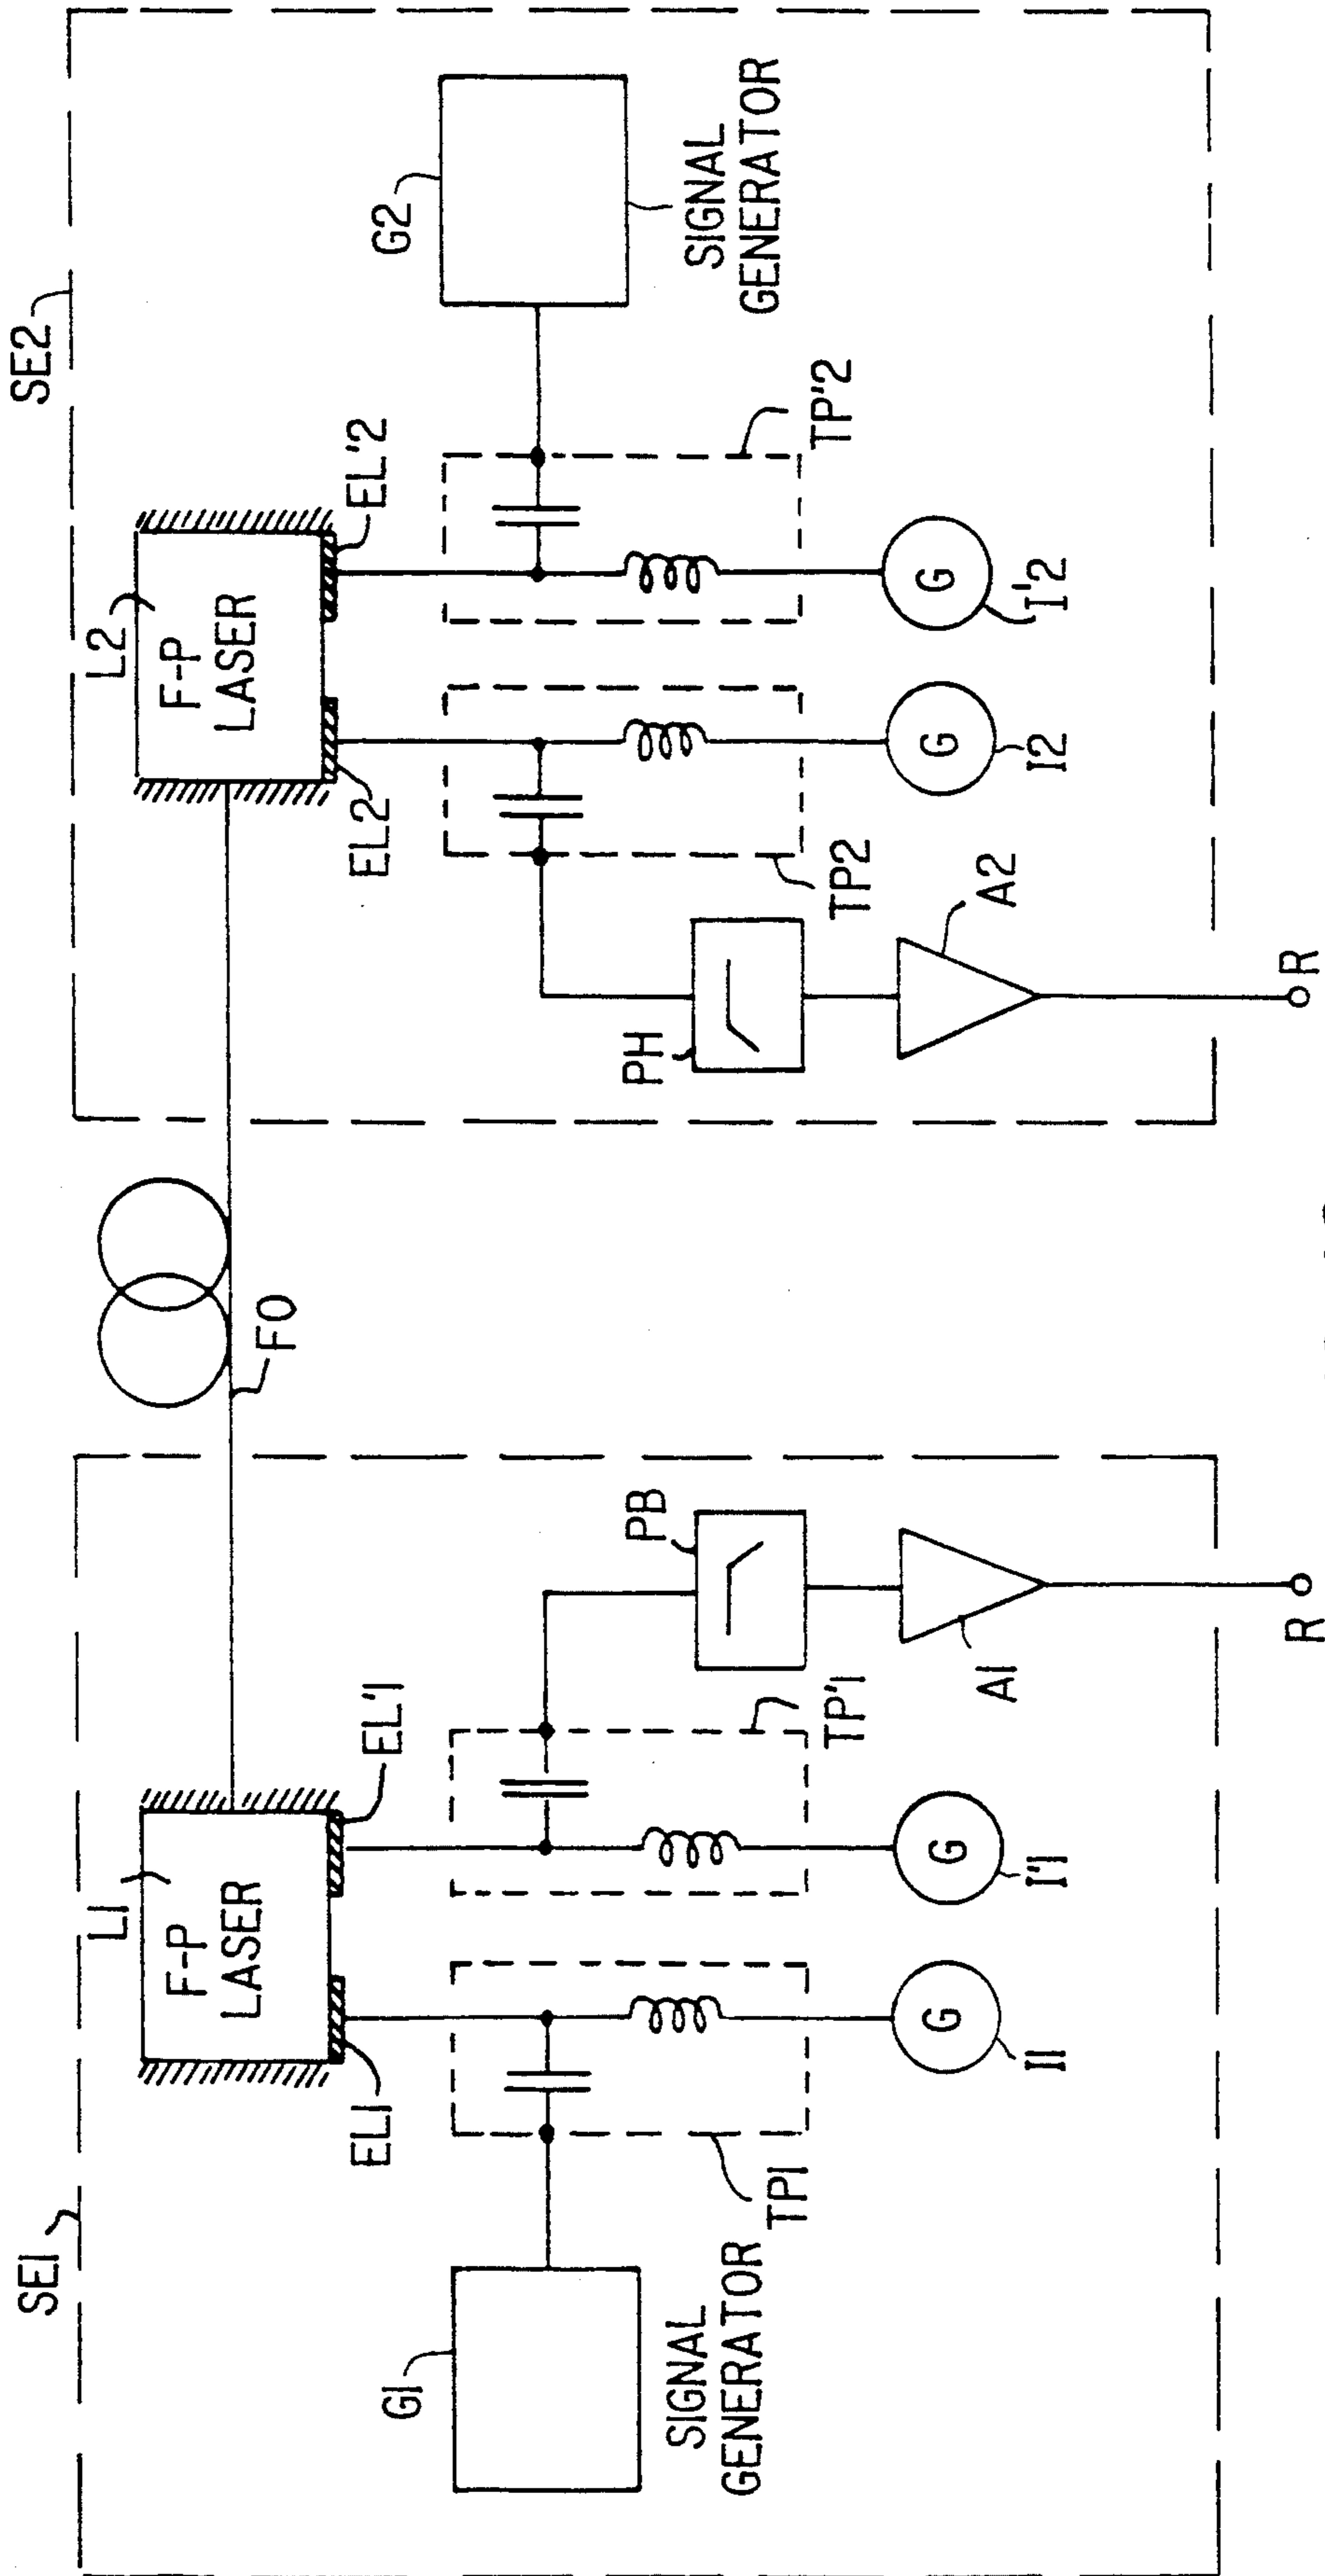 SE1
L1
F-P
LASER
EL1
EL'1
G1
SIGNAL
GENERATOR
TP1
TP'1
G
I1
G
I'1
PB
A1
R
FO
SE2
L2
F-P
LASER
EL2
EL'2
PH
A2
R
TP2
TP'2
G
I2
G
I'2
G2
SIGNAL
GENERATOR